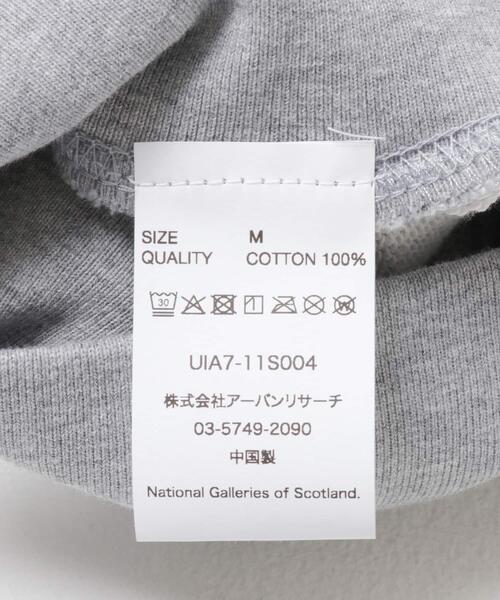 SIZE M
QUALITY COTTON 100%
30
UIA7-11S004
株式会社アーバンリサーチ
03-5749-2090
中国製
National Galleries of Scotland.